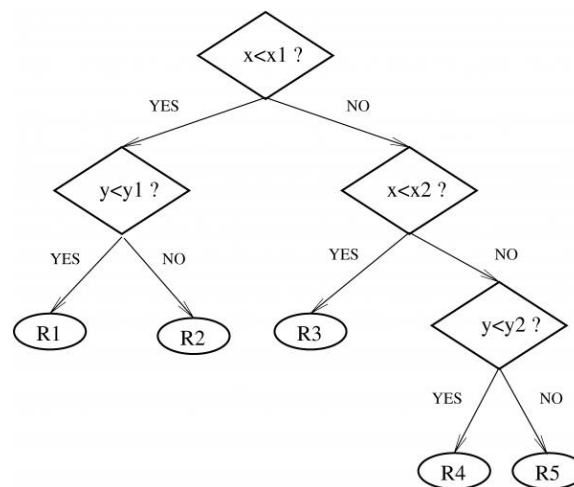 x<x1 ?
YES
NO
y<y1 ?
x<x2 ?
YES
NO
YES
NO
R1
R2
R3
y<y2 ?
YES
NO
R4
R5